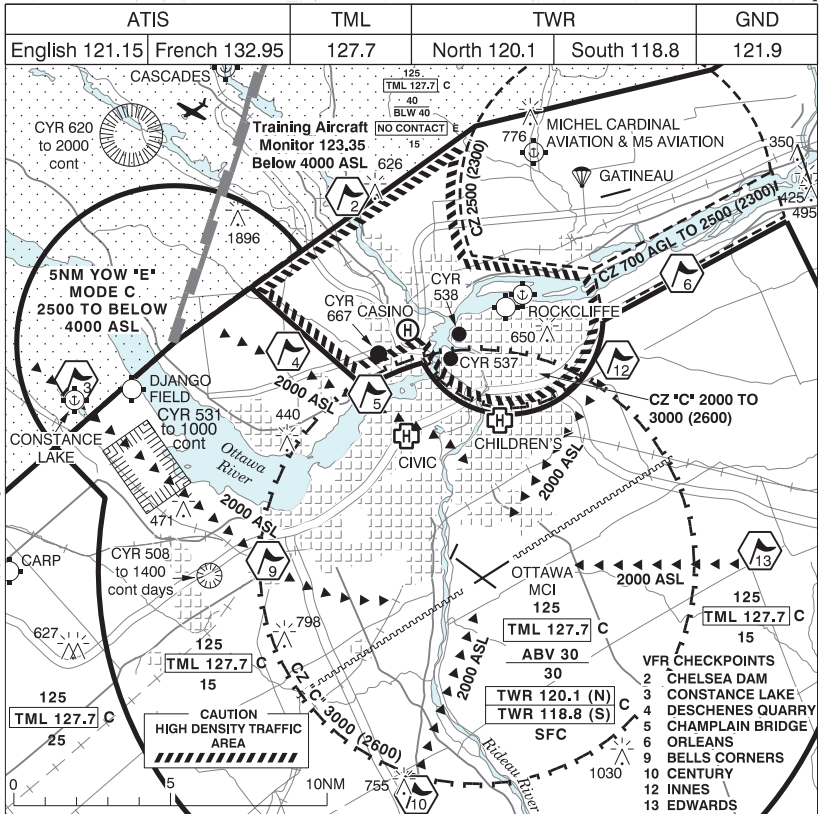 ATIS
TML
TWR
GND
English 121.15
French 132.95
127.7
North 120.1
South 118.8
121.9
CASCADES
125
TML 127.7 C
40
BLW 40
NO CONTACT E
15
CYR 620
to 2000
cont
Training Aircraft
Monitor 123.35
Below 4000 ASL
626
776
MICHEL CARDINAL
AVIATION & M5 AVIATION
350
GATINEAU
425
495
2
CZ 2500 (2300)
1896
CZ 700 AGL TO 2500 (2300)
5NM YOW "E"
MODE C
2500 TO BELOW
4000 ASL
6
CYR
538
CYR
667
CASINO
H
ROCKCLIFFE
650
4
2000 ASL
CYR 537
12
3
5
CZ "C" 2000 TO
3000 (2600)
DJANGO
FIELD
CYR 531
to 1000
cont
440
CONSTANCE
LAKE
H
CIVIC
H
CHILDREN'S
Ottawa
River
2000 ASL
471
2000 ASL
CARP
CYR 508
to 1400
cont days
9
OTTAWA
MCI
2000 ASL
13
125
TML 127.7 C
ABV 30
30
TWR 120.1 (N)
TWR 118.8 (S)
C
SFC
125
TML 127.7 C
15
627
798
125
TML 127.7 C
15
2000 ASL
CZ "C" 3000 (2600)
125
TML 127.7 C
25
CAUTION
HIGH DENSITY TRAFFIC
AREA
VFR CHECKPOINTS
2 CHELSEA DAM
3 CONSTANCE LAKE
4 DESCHENES QUARRY
5 CHAMPLAIN BRIDGE
6 ORLEANS
9 BELLS CORNERS
10 CENTURY
12 INNES
13 EDWARDS
Rideau River
1030
755
10
0 5 10NM